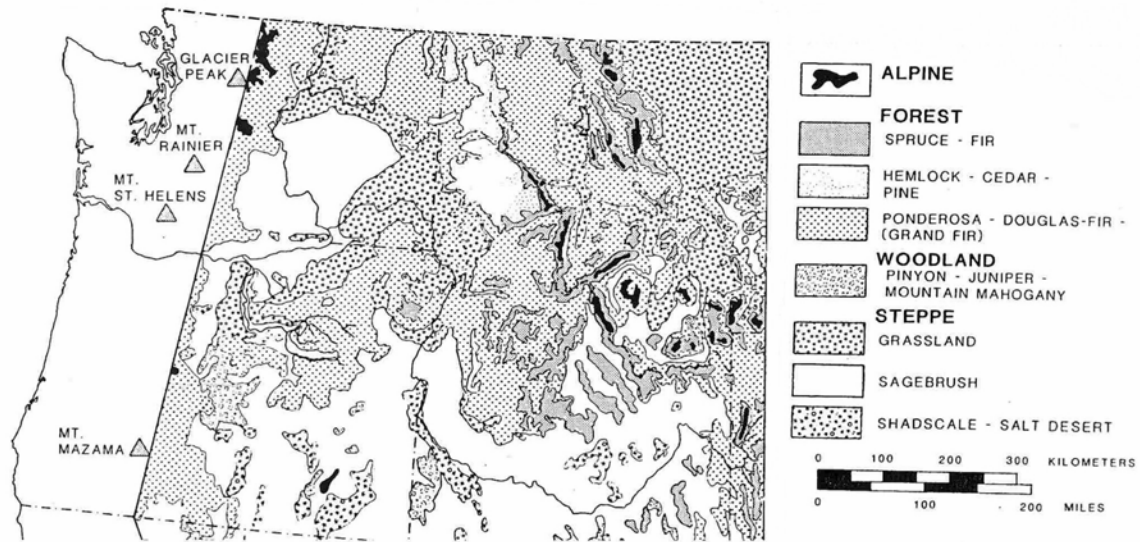 GLACIER
PEAK
MT.
RAINIER
MT.
ST. HELENS
MT.
MAZAMA
ALPINE
FOREST
SPRUCE - FIR
HEMLOCK - CEDAR -
PINE
PONDEROSA - DOUGLAS-FIR -
(GRAND FIR)
WOODLAND
PINYON - JUNIPER -
MOUNTAIN MAHOGANY
STEPPE
GRASSLAND
SAGEBRUSH
SHADSCALE - SALT DESERT
0 100 200 300 KILOMETERS
0 100 200 MILES